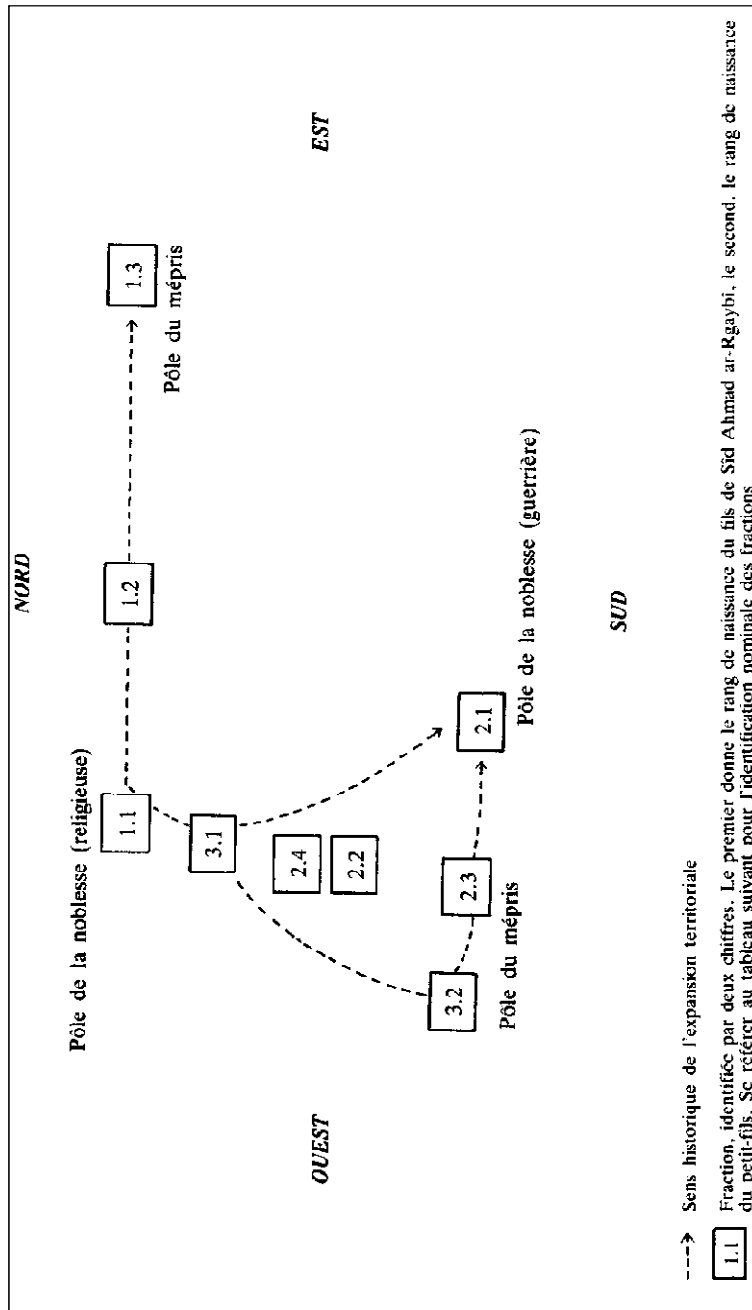 NORD
Pôle de la noblesse (religieuse)
1.1
1.2
1.3
Pôle du mépris
3.1
2.4
2.2
OUEST
EST
3.2
2.3
2.1
Pôle du mépris
Pôle de la noblesse (guerrière)
SUD
Sens historique de l'expansion territoriale
1.1 Fraction, identifiée par deux chiffres. Le premier donne le rang de naissance du fils de Sïd Ahmad ar-Rgaybi, le second, le rang de naissance
du petit-fils. Se référer au tableau suivant pour l'identification nominale des fractions